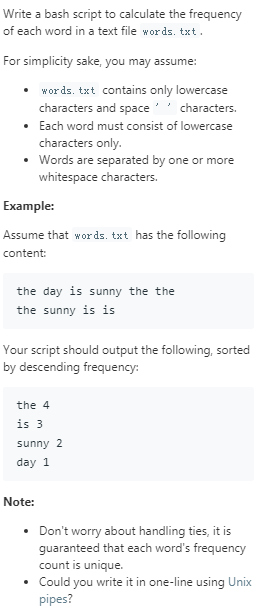 Write a bash script to calculate the frequency
of each word in a text file words.txt.
For simplicity sake, you may assume:
• words.txt contains only lowercase
characters and space ' ' characters.
• Each word must consist of lowercase
characters only.
• Words are separated by one or more
whitespace characters.
Example:
Assume that words.txt has the following
content:
the day is sunny the the
the sunny is is
Your script should output the following, sorted
by descending frequency:
the 4
is 3
sunny 2
day 1
Note:
• Don't worry about handling ties, it is
guaranteed that each word's frequency
count is unique.
• Could you write it in one-line using Unix
pipes?